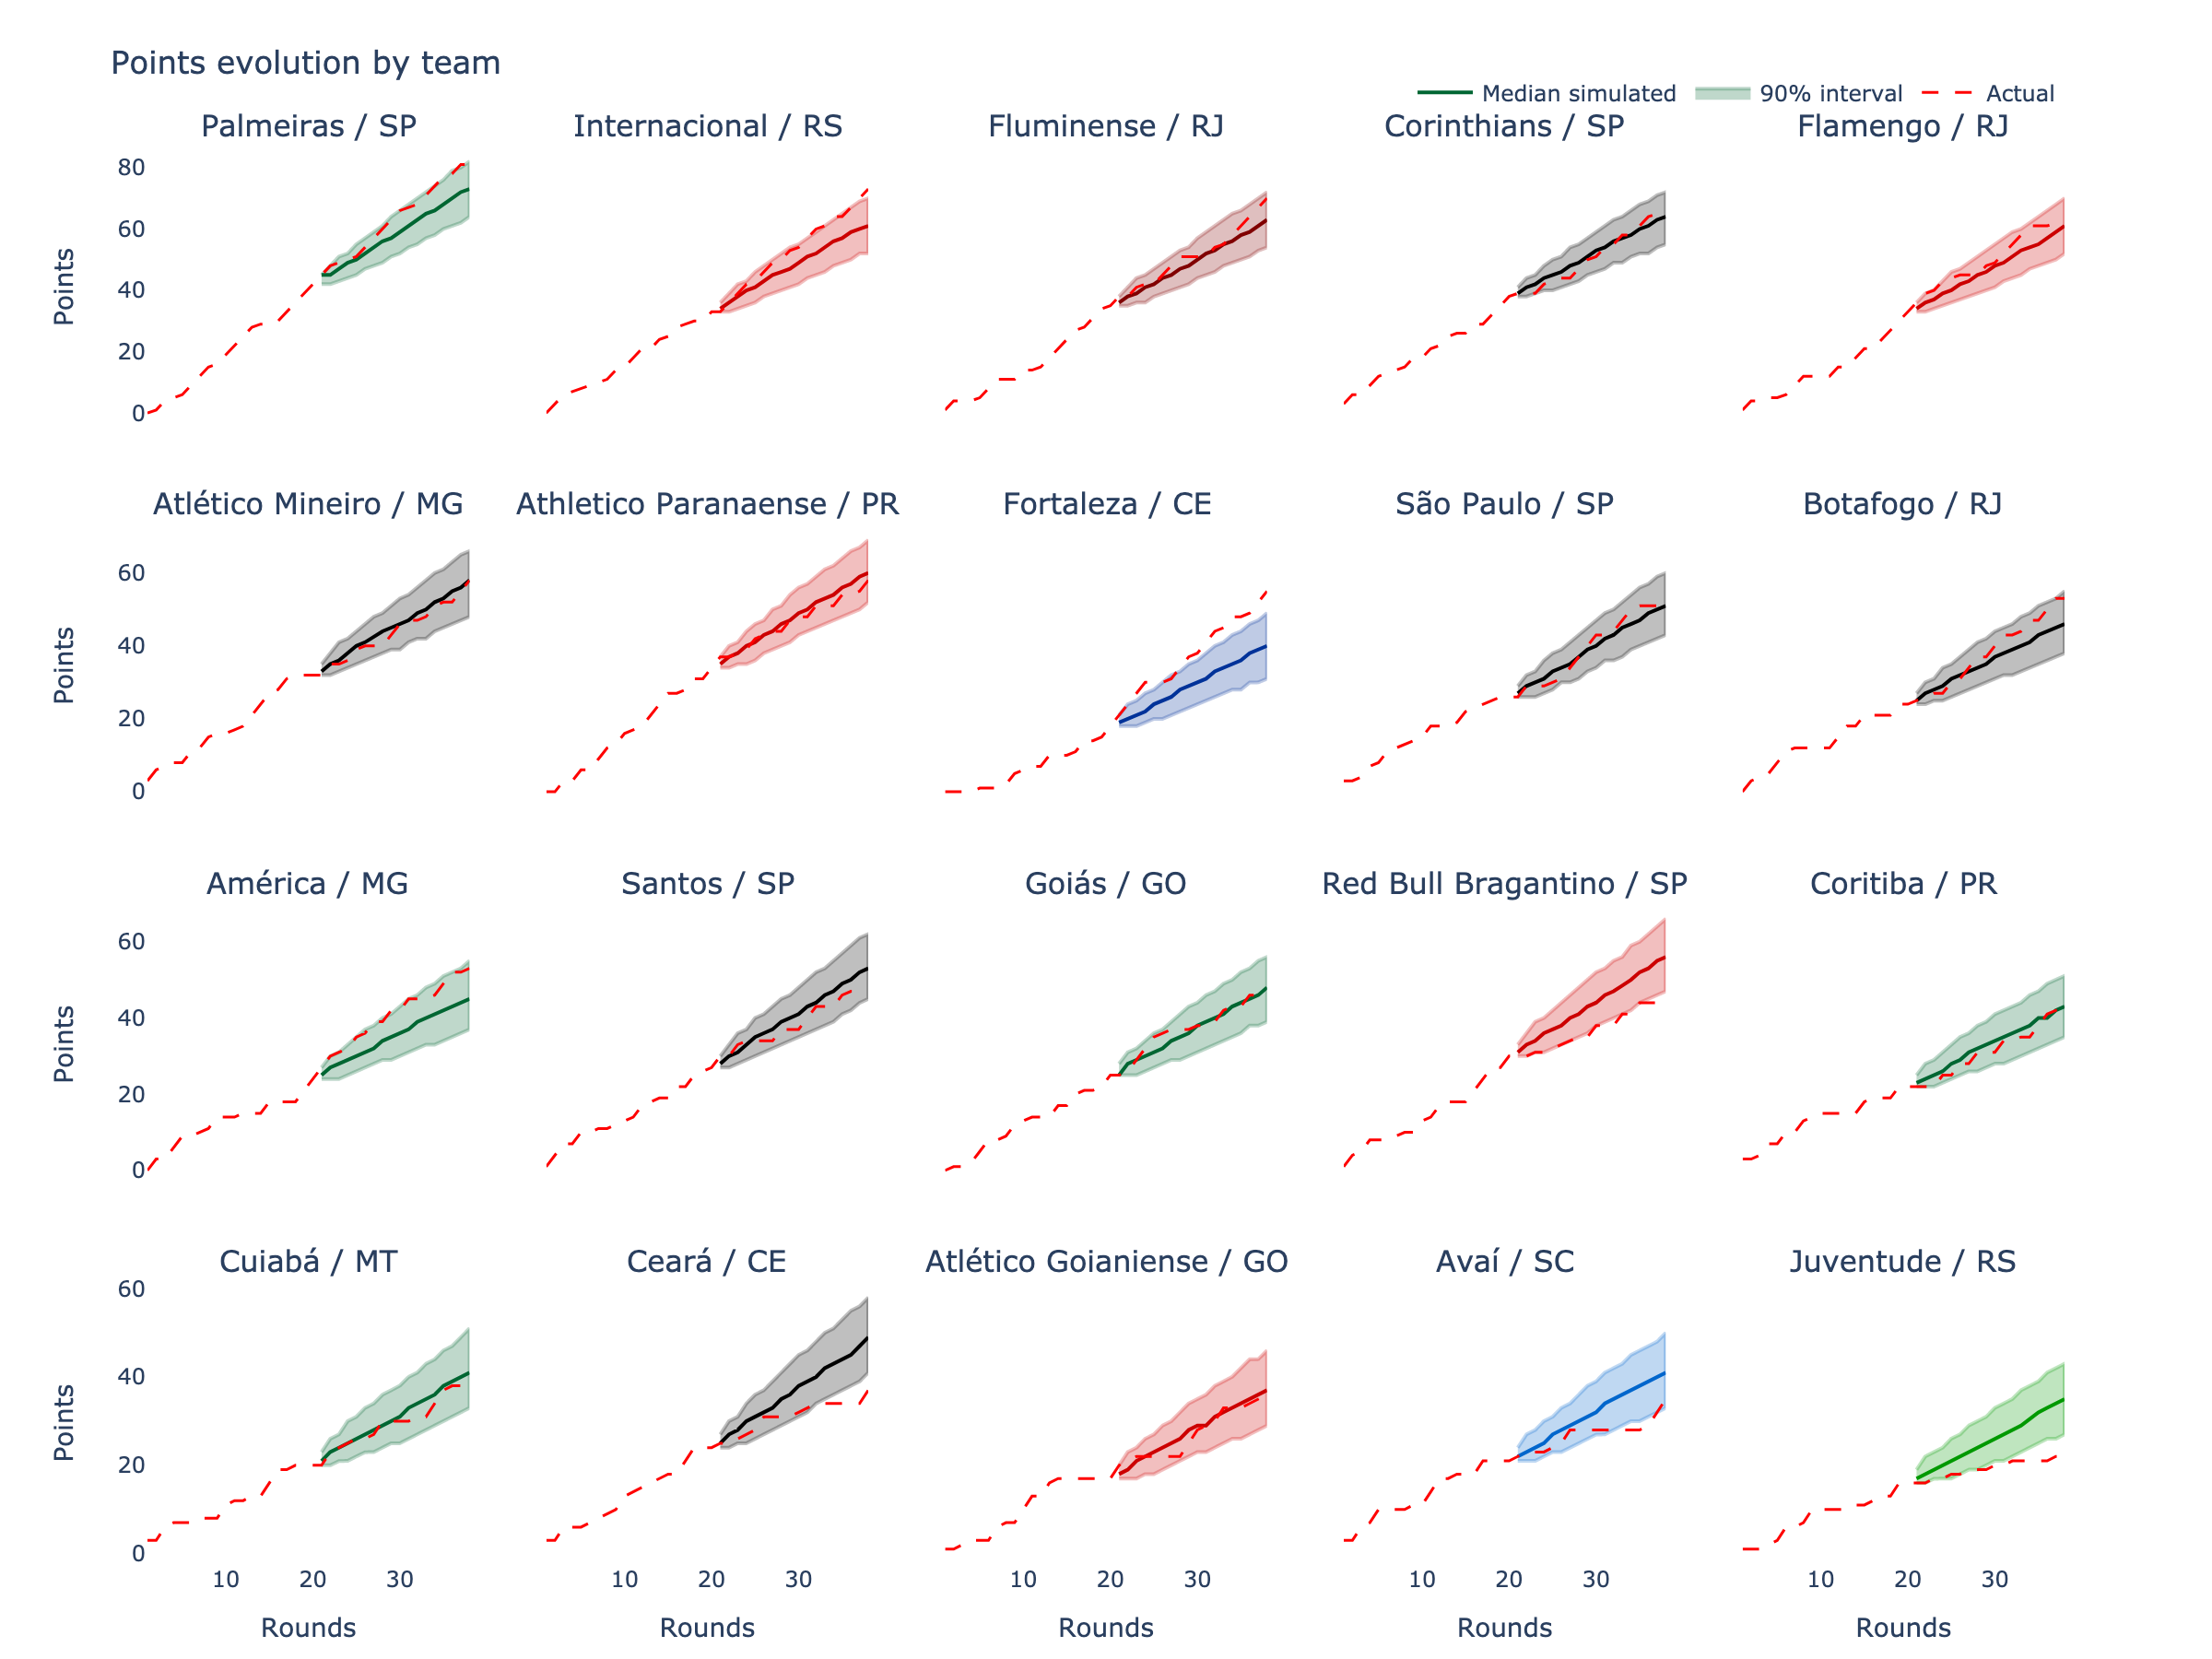 Points evolution by team
Median simulated 90% interval Actual
Palmeiras / SP Internacional / RS Fluminense / RJ Corinthians / SP Flamengo / RJ
80
60
Points
40
20
0
Atlético Mineiro / MG Athletico Paranaense / PR Fortaleza / CE São Paulo / SP Botafogo / RJ
60
40
Points
20
0
América / MG Santos / SP Goiás / GO Red Bull Bragantino / SP Coritiba / PR
60
40
Points
20
0
Cuiabá / MT Ceará / CE Atlético Goianiense / GO Avaí / SC Juventude / RS
60
40
Points
20
0
10 20 30 10 20 30 10 20 30 10 20 30 10 20 30
Rounds Rounds Rounds Rounds Rounds